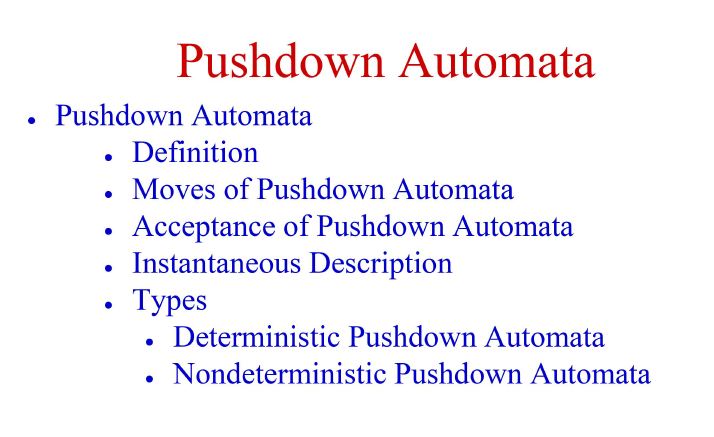 Pushdown Automata
• Pushdown Automata
• Definition
• Moves of Pushdown Automata
• Acceptance of Pushdown Automata
• Instantaneous Description
• Types
• Deterministic Pushdown Automata
• Nondeterministic Pushdown Automata